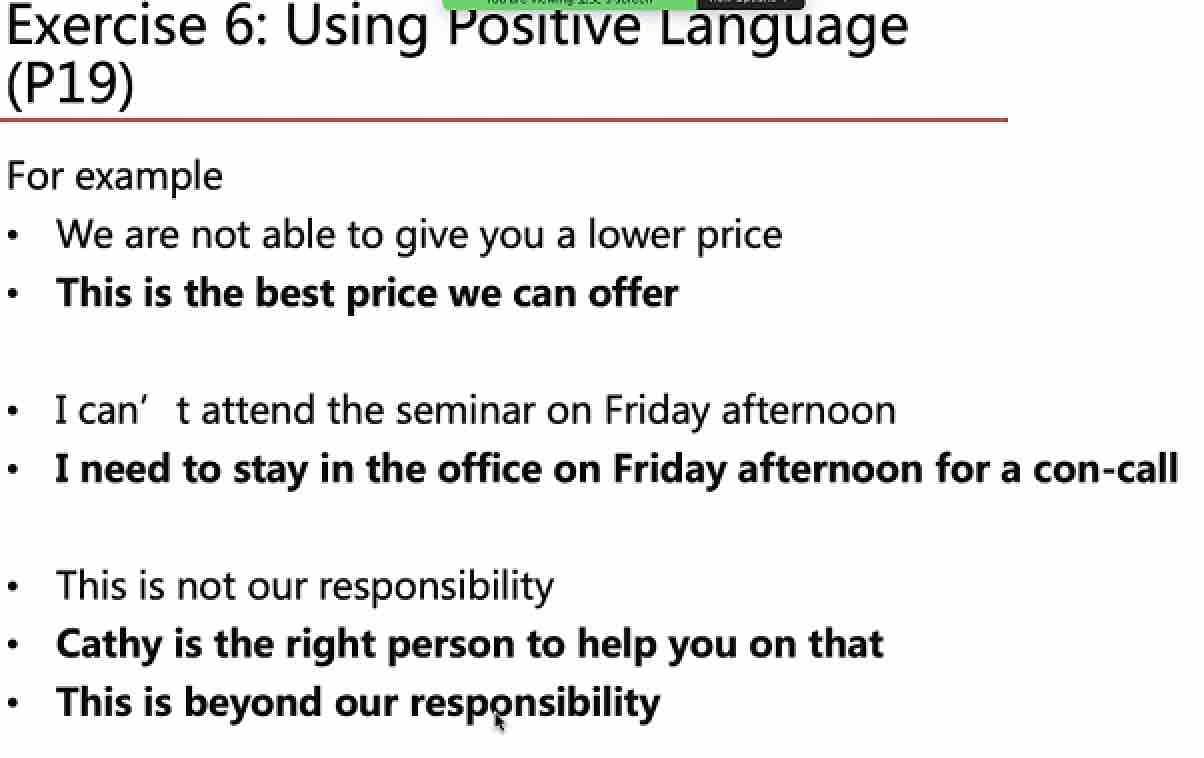 Exercise 6: Using Positive Language
(P19)
For example
• We are not able to give you a lower price
• This is the best price we can offer
• I can’ t attend the seminar on Friday afternoon
• I need to stay in the office on Friday afternoon for a con-call
• This is not our responsibility
• Cathy is the right person to help you on that
• This is beyond our responsibility